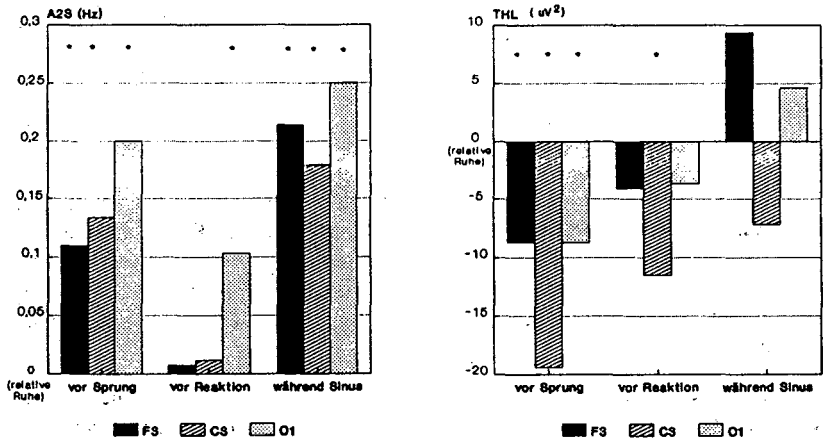 A2S (Hz)
0,3
0,25
0,2
0,15
0,1
0,05
0
(relative
Ruhe)
vor Sprung vor Reaktion während Sinus
F3 C3 O1
THL (uV²)
10
5
0
(relative
Ruhe)
-5
-10
-15
-20
vor Sprung vor Reaktion während Sinus
F3 C3 O1